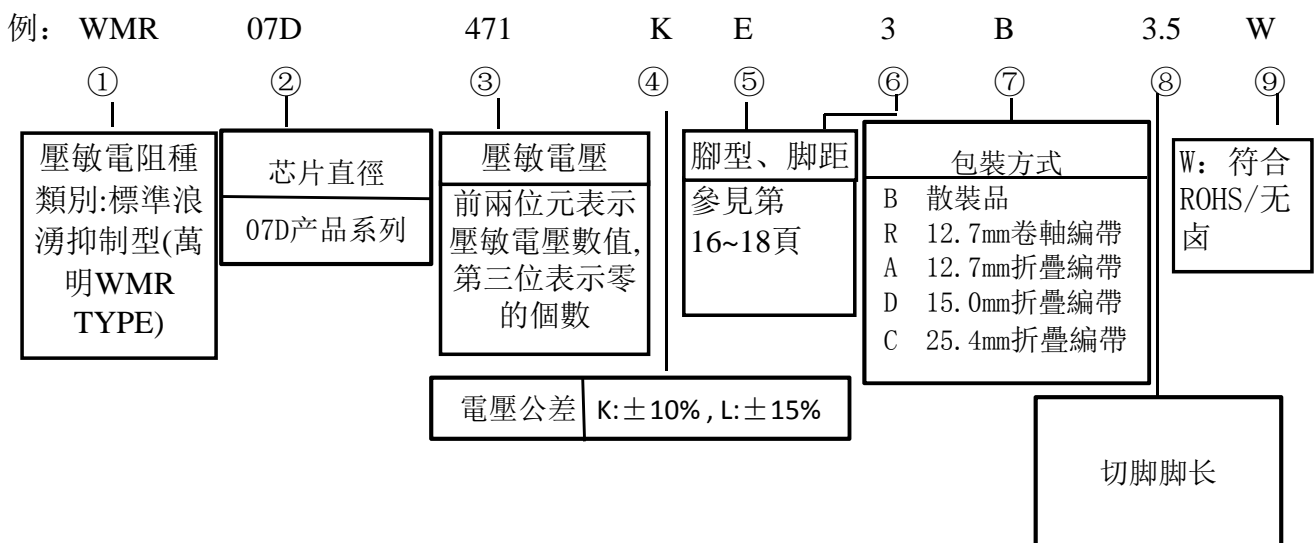 例: WMR 07D 471 K E 3 B 3.5 W
① ② ③ ④ ⑤ ⑥ ⑦ ⑧ ⑨
壓敏電阻種
類別:標準浪
湧抑制型(萬
明WMR
TYPE)
芯片直徑
07D产品系列
壓敏電壓
前兩位元表示
壓敏電壓數值,
第三位表示零
的個數
腳型、脚距
參見第
16~18頁
包裝方式
B 散裝品
R 12.7mm卷軸編帶
A 12.7mm折疊編帶
D 15.0mm折疊編帶
C 25.4mm折疊編帶
W: 符合
ROHS/无
卤
電壓公差 K:±10% , L:±15%
切脚脚长